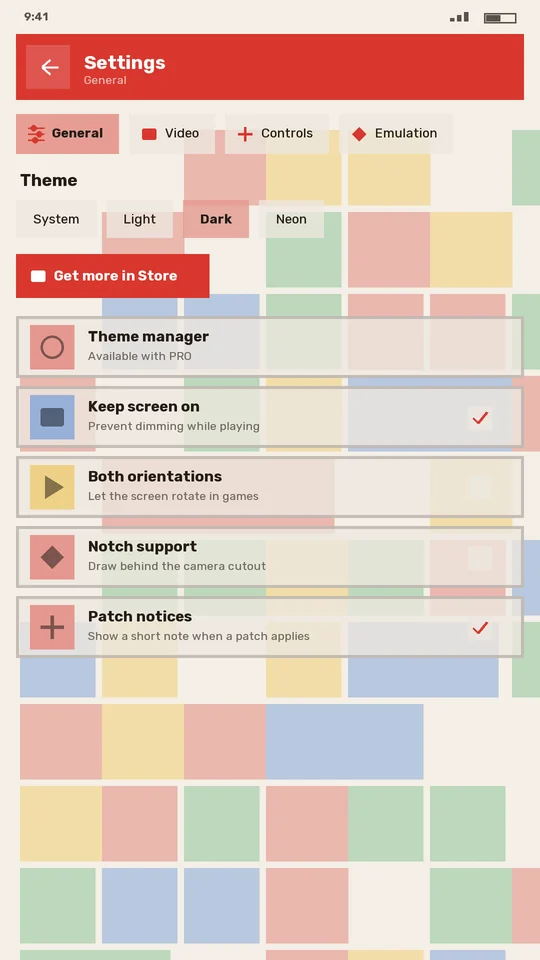 9:41
Settings
General
General
Video
Controls
Emulation
Theme
System
Light
Dark
Neon
Get more in Store
Theme manager
Available with PRO
Keep screen on
Prevent dimming while playing
Both orientations
Let the screen rotate in games
Notch support
Draw behind the camera cutout
Patch notices
Show a short note when a patch applies